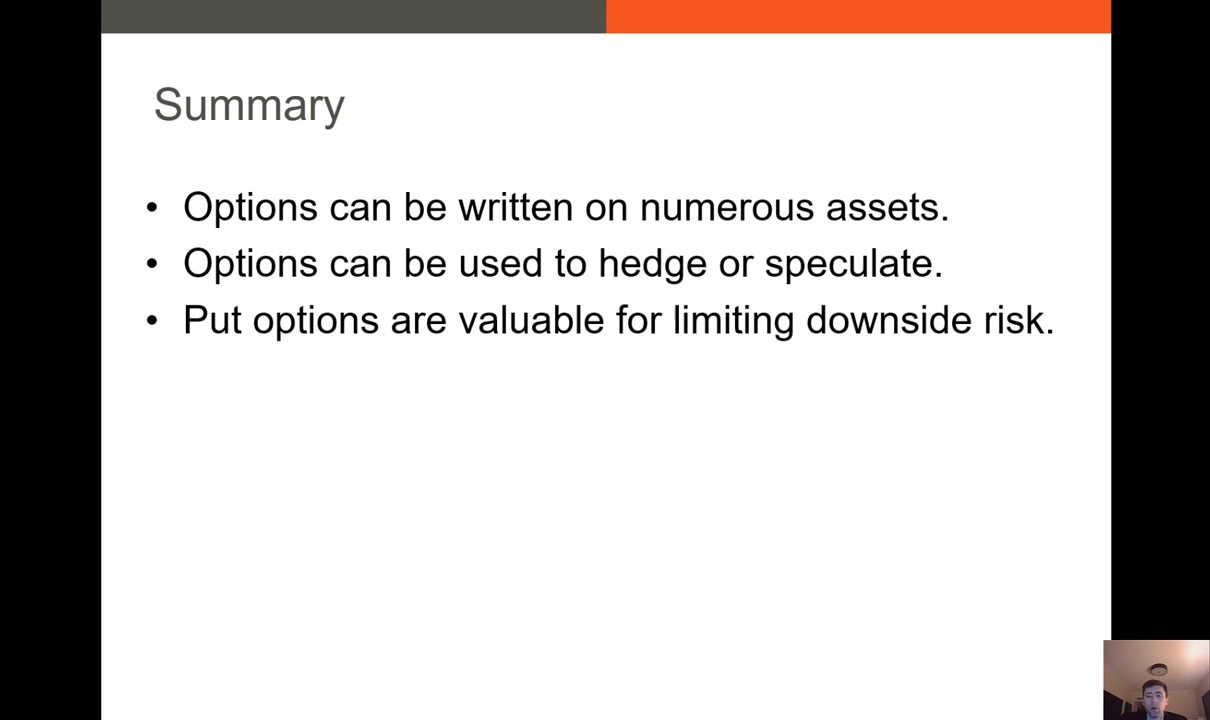 Summary
• Options can be written on numerous assets.
• Options can be used to hedge or speculate.
• Put options are valuable for limiting downside risk.